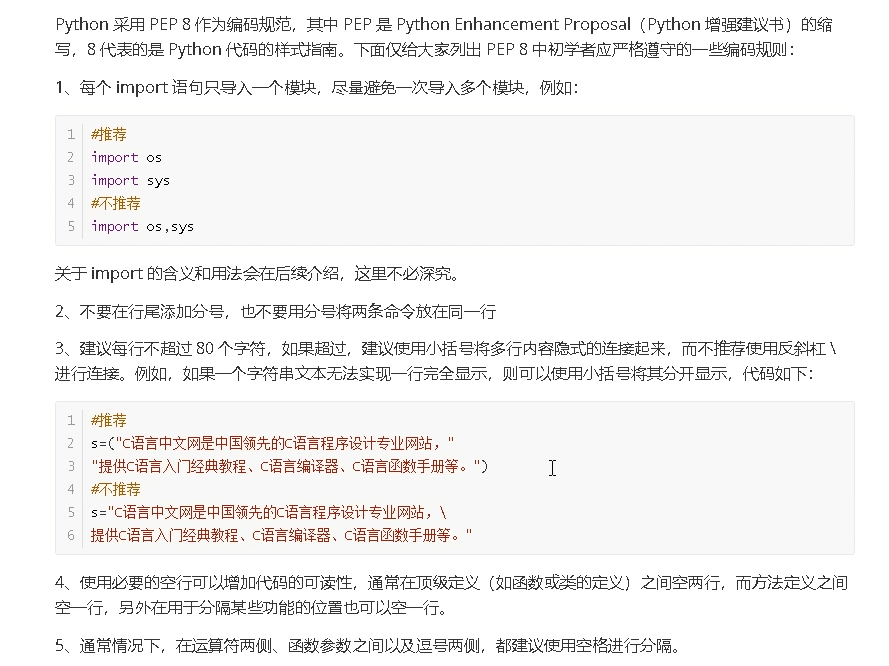 Python 采用 PEP 8 作为编码规范，其中 PEP 是 Python Enhancement Proposal（Python 增强建议书）的缩
写，8 代表的是 Python 代码的样式指南。下面仅给大家列出 PEP 8 中初学者应严格遵守的一些编码规则：
1、每个 import 语句只导入一个模块，尽量避免一次导入多个模块，例如：
1 #推荐
2 import os
3 import sys
4 #不推荐
5 import os,sys
关于 import 的含义和用法会在后续介绍，这里不必深究。
2、不要在行尾添加分号，也不要用分号将两条命令放在同一行
3、建议每行不超过 80 个字符，如果超过，建议使用小括号将多行内容隐式的连接起来，而不推荐使用反斜杠 \
进行连接。例如，如果一个字符串文本无法实现一行完全显示，则可以使用小括号将其分开显示，代码如下：
1 #推荐
2 s=("C语言中文网是中国领先的C语言程序设计专业网站，"
3 "提供C语言入门经典教程、C语言编译器、C语言函数手册等。")
4 #不推荐
5 s="C语言中文网是中国领先的C语言程序设计专业网站，\
6 提供C语言入门经典教程、C语言编译器、C语言函数手册等。"
4、使用必要的空行可以增加代码的可读性，通常在顶级定义（如函数或类的定义）之间空两行，而方法定义之间
空一行，另外在用于分隔某些功能的位置也可以空一行。
5、通常情况下，在运算符两侧、函数参数之间以及逗号两侧，都建议使用空格进行分隔。